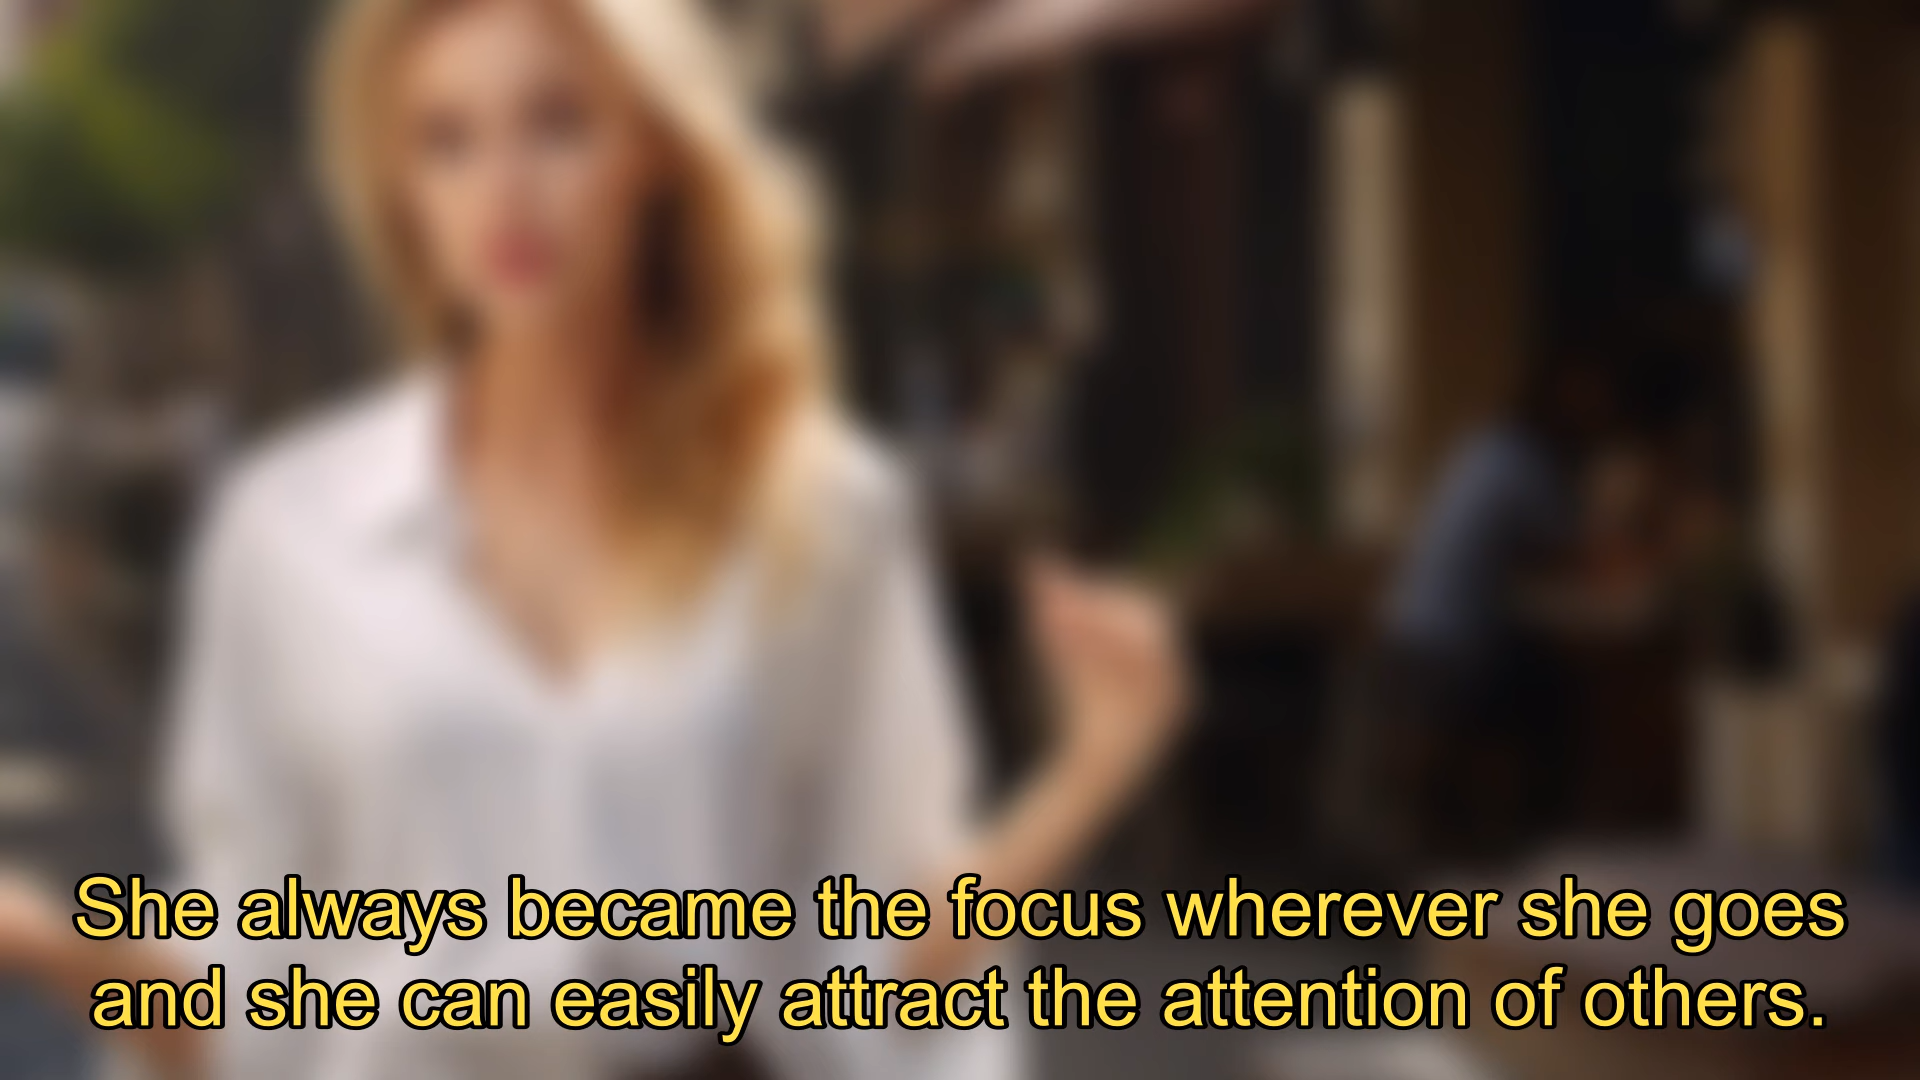 She always became the focus wherever she goes
and she can easily attract the attention of others.